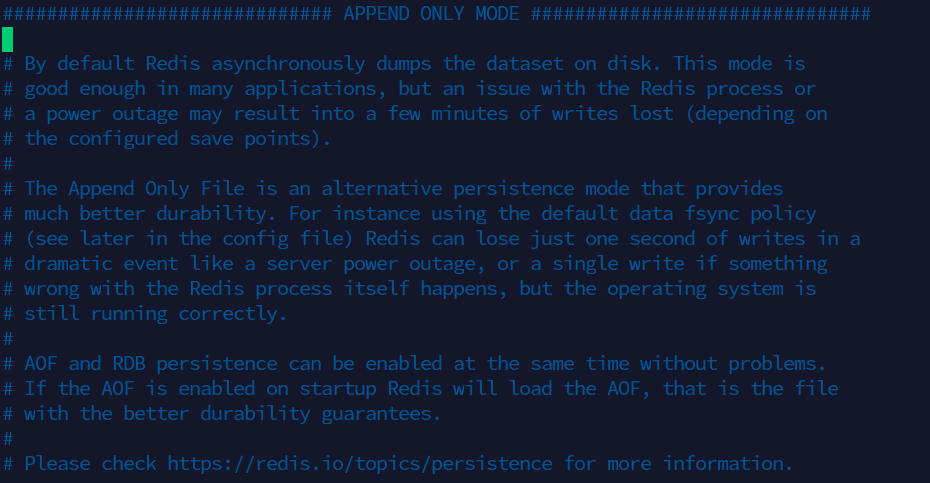 ############################## APPEND ONLY MODE ###############################
# By default Redis asynchronously dumps the dataset on disk. This mode is
# good enough in many applications, but an issue with the Redis process or
# a power outage may result into a few minutes of writes lost (depending on
# the configured save points).
#
# The Append Only File is an alternative persistence mode that provides
# much better durability. For instance using the default data fsync policy
# (see later in the config file) Redis can lose just one second of writes in a
# dramatic event like a server power outage, or a single write if something
# wrong with the Redis process itself happens, but the operating system is
# still running correctly.
#
# AOF and RDB persistence can be enabled at the same time without problems.
# If the AOF is enabled on startup Redis will load the AOF, that is the file
# with the better durability guarantees.
#
# Please check https://redis.io/topics/persistence for more information.